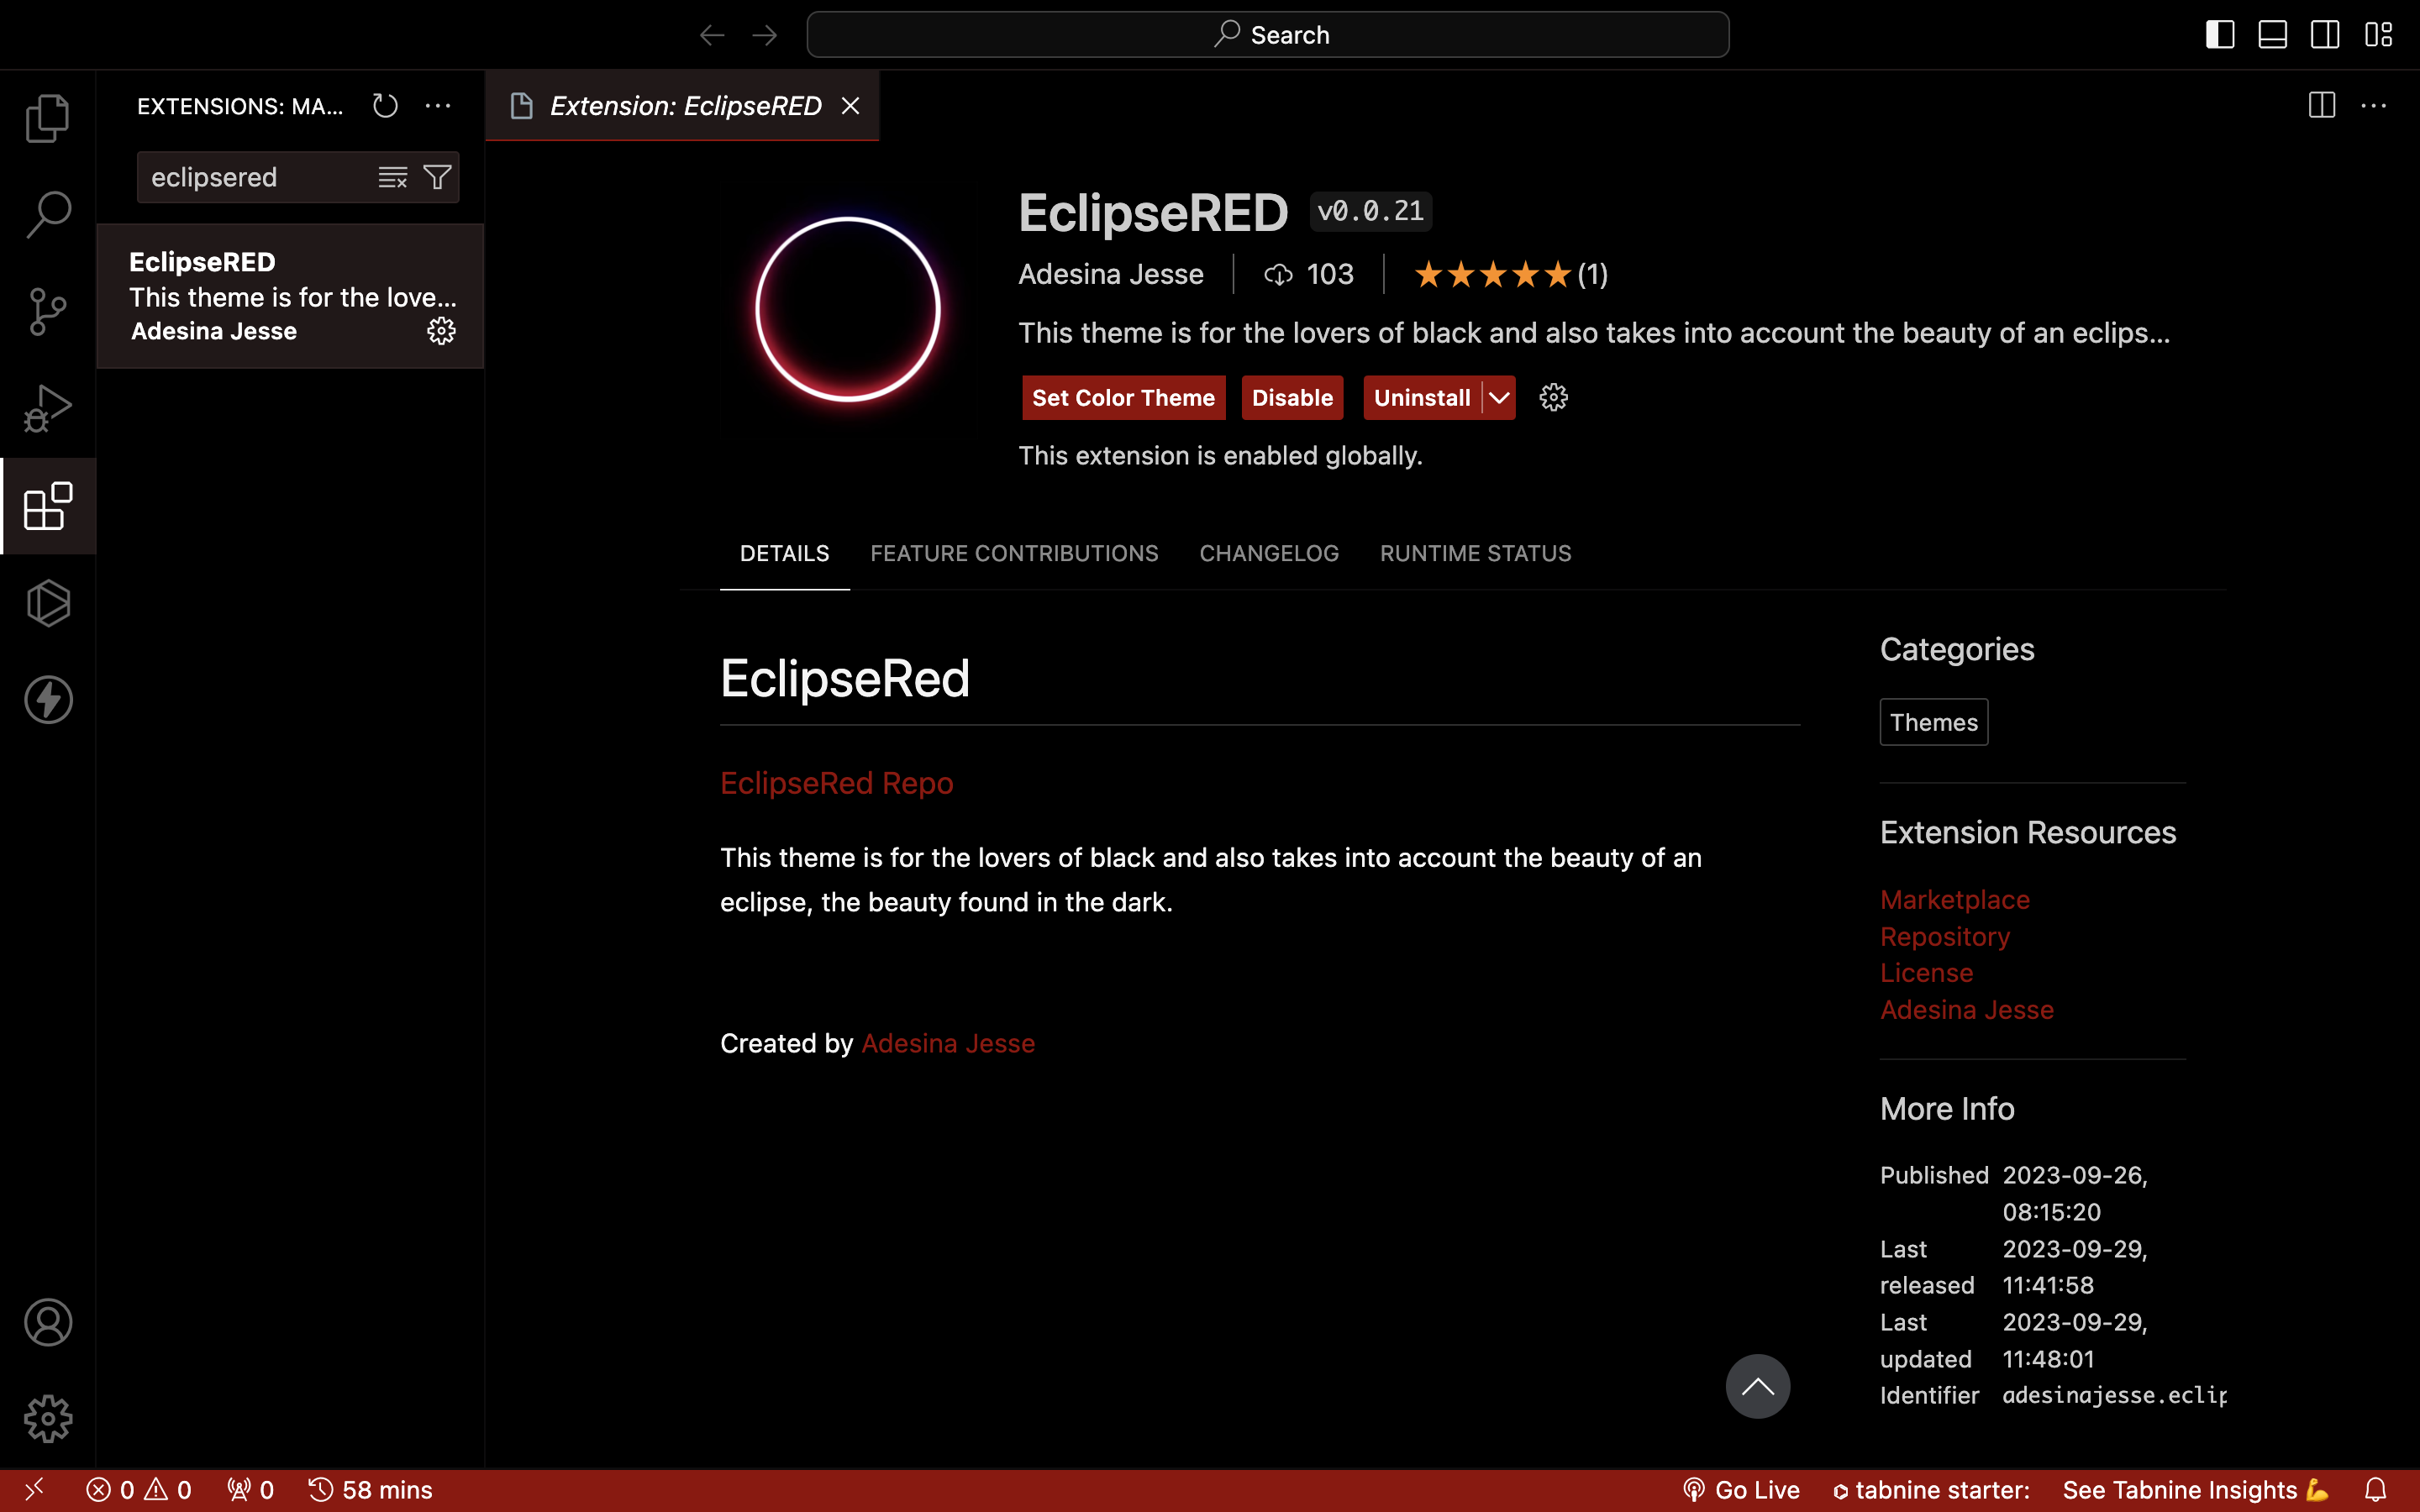 Search
EXTENSIONS: MA...
Extension: EclipseRED
eclipsered
EclipseRED
This theme is for the love...
Adesina Jesse
EclipseRED v0.0.21
Adesina Jesse 103 ★★★★★ (1)
This theme is for the lovers of black and also takes into account the beauty of an eclips...
Set Color Theme Disable Uninstall
This extension is enabled globally.
DETAILS FEATURE CONTRIBUTIONS CHANGELOG RUNTIME STATUS
EclipseRed
EclipseRed Repo
This theme is for the lovers of black and also takes into account the beauty of an
eclipse, the beauty found in the dark.
Created by Adesina Jesse
Categories
Themes
Extension Resources
Marketplace
Repository
License
Adesina Jesse
More Info
Published 2023-09-26,
08:15:20
Last 2023-09-29,
released 11:41:58
Last 2023-09-29,
updated 11:48:01
Identifier adesinajesse.eclip
0 0 0 58 mins Go Live tabnine starter: See Tabnine Insights 💪